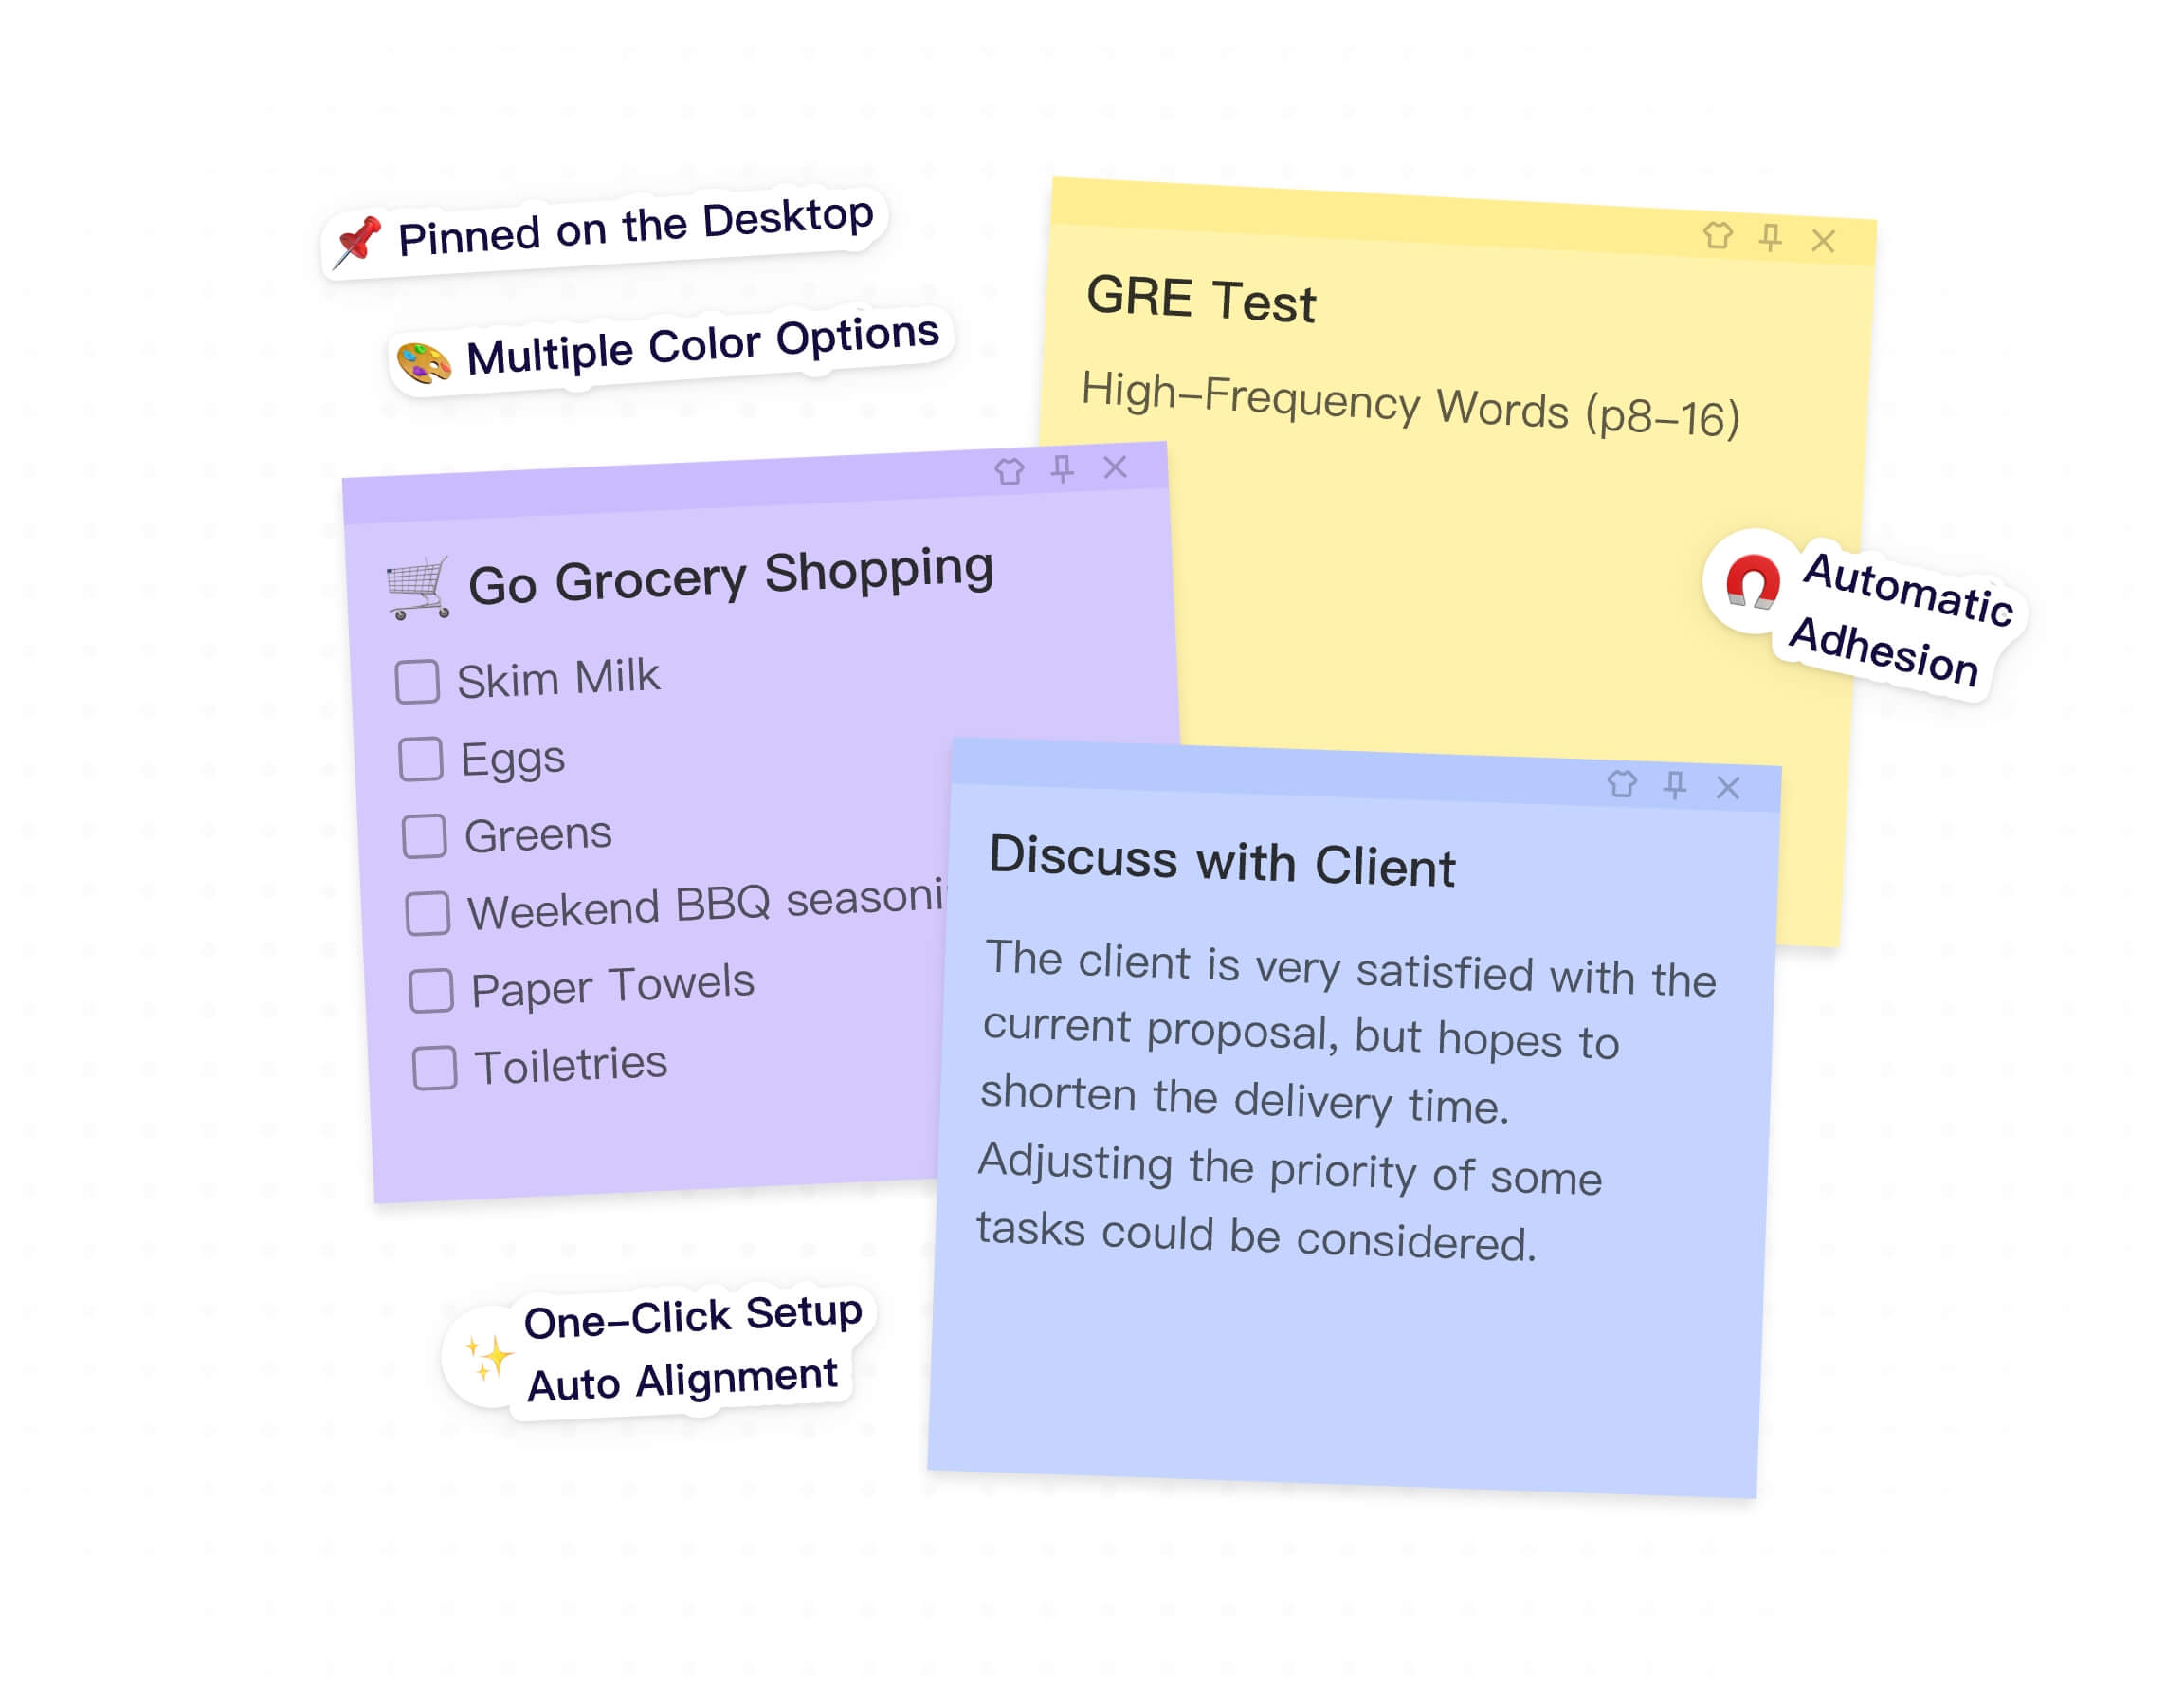 Pinned on the Desktop
Multiple Color Options
GRE Test
High-Frequency Words (p8-16)
Go Grocery Shopping
Skim Milk
Eggs
Greens
Weekend BBQ
Paper Towels
Toiletries
Automatic
Adhesion
Discuss with Client
The client is very satisfied with the
current proposal, but hopes to
shorten the delivery time.
Adjusting the priority of some
tasks could be considered.
One-Click Setup
Auto Alignment